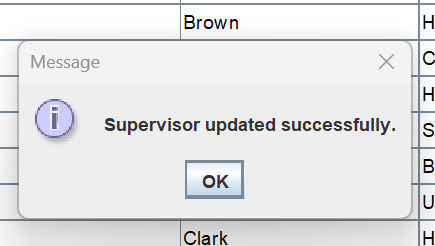 Brown
H
Message
C
H
Supervisor updated successfully.
S
B
OK
U
Clark
H